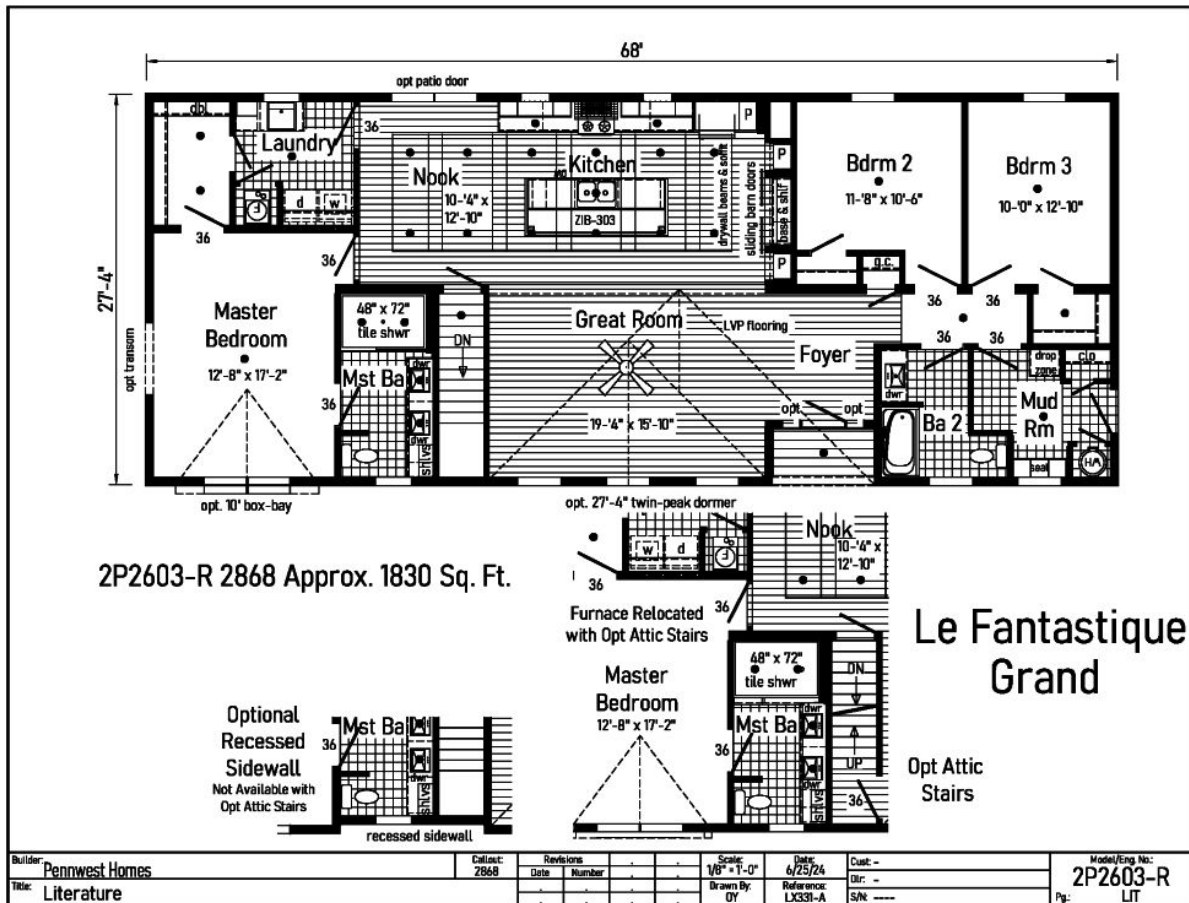 68'
opt patio door
27'-4"
dbl
36
Laundry
d
w
36
36
Nook
10-'4" x
12'-10"
Kitchen
ZIB-303
P
P
base & shlf
P
drywall beams & soffit
sliding barn doors
Bdrm 2
11-'8" x 10'-6"
g.c.
Bdrm 3
10-'0" x 12'-10"
36
36
36
36
Master
Bedroom
12'-8" x 17'-2"
opt transom
48" x 72"
tile shwr
36
Mst Ba
dwr
dwr
shlvs
DN
Great Room
LVP flooring
19-'4" x 15'-10"
Foyer
opt
opt
dwr
Ba 2
drop
zone
clo
Mud
Rm
seat
H/W
opt. 10' box-bay
opt. 27'-4" twin-peak dormer
2P2603-R 2868 Approx. 1830 Sq. Ft.
w
d
Nook
10-'4" x
12'-10"
36
36
Furnace Relocated
with Opt Attic Stairs
Master
Bedroom
12'-8" x 17'-2"
48" x 72"
tile shwr
36
Mst Ba
dwr
dwr
shlvs
DN
UP
36
Le Fantastique
Grand
Opt Attic
Stairs
Optional
Recessed
Sidewall
Not Available with
Opt Attic Stairs
36
Mst Ba
dwr
shlvs
recessed sidewall
Builder: Pennwest Homes
Title: Literature
Callout:
2868
Revisions
Date Number
Scale:
1/8" = 1'-0"
Drawn By:
OY
Date:
6/25/24
Reference:
LX331-A
Cust: -
Dlr: -
S/N: ----
Model/Eng. No.:
2P2603-R
Pg.: LIT